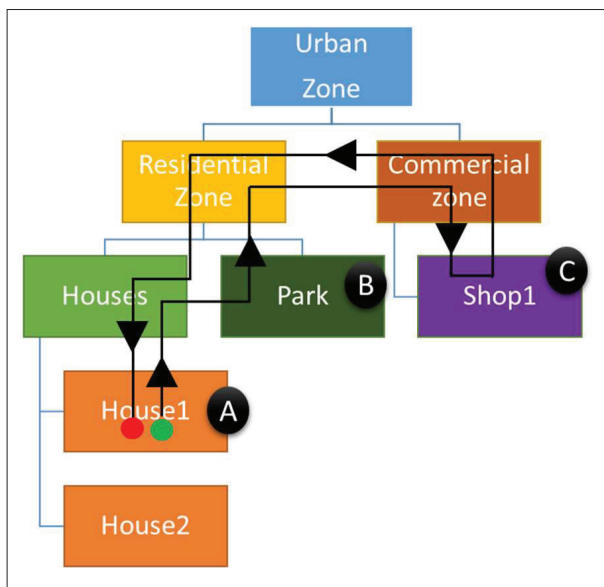 Urban
Zone
Residential
Zone
Commercial
zone
Houses
Park
B
Shop1
C
House1
A
House2